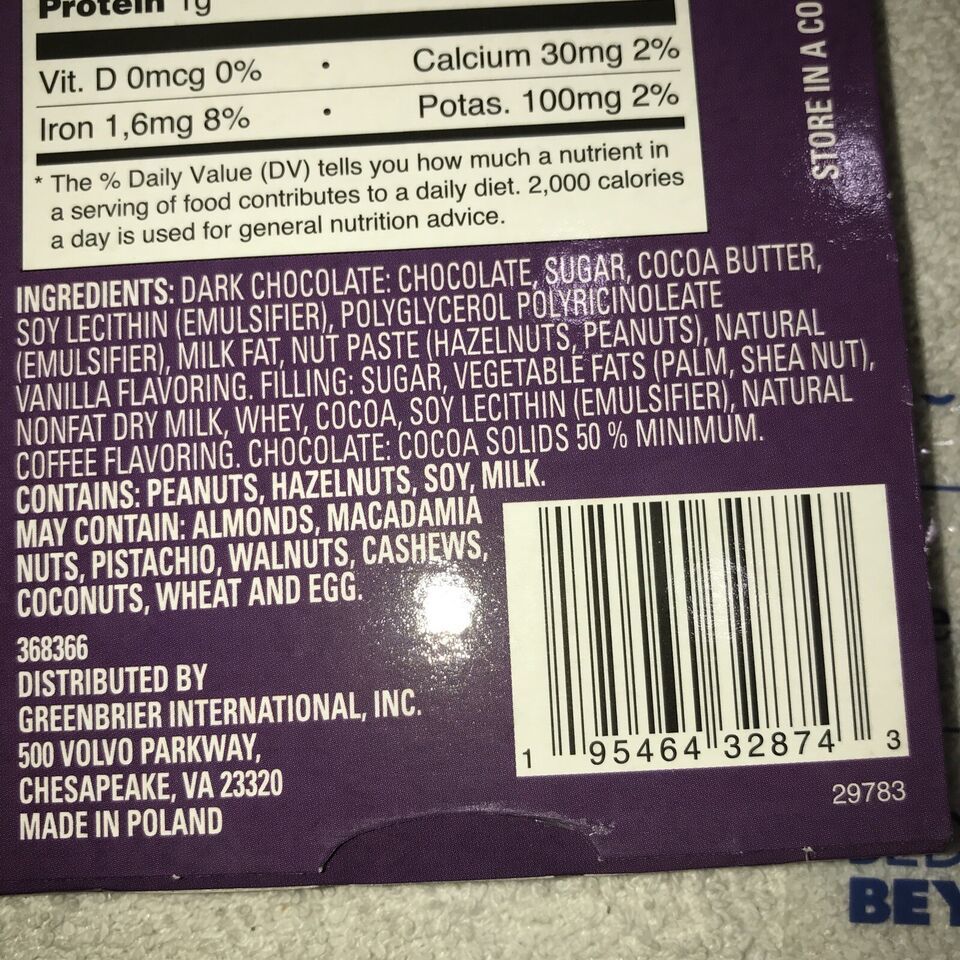 Protein 1g
Vit. D 0mcg 0% • Calcium 30mg 2%
Iron 1,6mg 8% • Potas. 100mg 2%
* The % Daily Value (DV) tells you how much a nutrient in
a serving of food contributes to a daily diet. 2,000 calories
a day is used for general nutrition advice.
INGREDIENTS: DARK CHOCOLATE: CHOCOLATE, SUGAR, COCOA BUTTER,
SOY LECITHIN (EMULSIFIER), POLYGLYCEROL POLYRICINOLEATE
(EMULSIFIER), MILK FAT, NUT PASTE (HAZELNUTS, PEANUTS), NATURAL
VANILLA FLAVORING. FILLING: SUGAR, VEGETABLE FATS (PALM, SHEA NUT),
NONFAT DRY MILK, WHEY, COCOA, SOY LECITHIN (EMULSIFIER), NATURAL
COFFEE FLAVORING. CHOCOLATE: COCOA SOLIDS 50 % MINIMUM.
CONTAINS: PEANUTS, HAZELNUTS, SOY, MILK.
MAY CONTAIN: ALMONDS, MACADAMIA
NUTS, PISTACHIO, WALNUTS, CASHEWS,
COCONUTS, WHEAT AND EGG.
368366
DISTRIBUTED BY
GREENBRIER INTERNATIONAL, INC.
500 VOLVO PARKWAY,
CHESAPEAKE, VA 23320
MADE IN POLAND
1 95464 32874 3
29783
STORE IN A CO
BEY